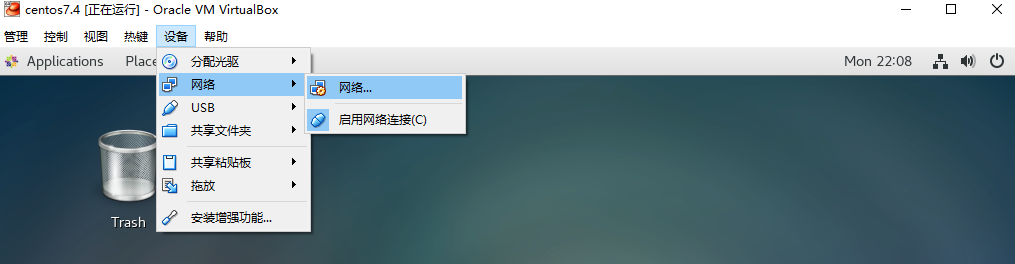 centos7.4 [正在运行] - Oracle VM VirtualBox
管理 控制 视图 热键 设备 帮助
Applications Place Mon 22:08
分配光驱
网络
网络...
USB
启用网络连接(C)
共享文件夹
共享粘贴板
拖放
安装增强功能...
Trash